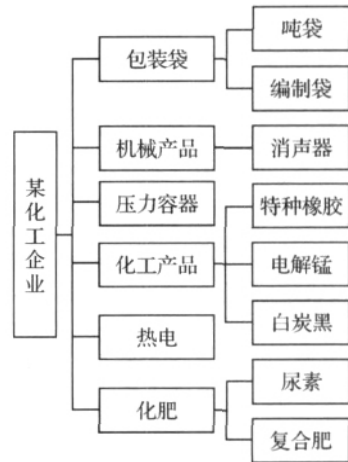 某化工企业
包装袋
吨袋
编制袋
机械产品
消声器
压力容器
化工产品
特种橡胶
电解锰
白炭黑
热电
化肥
尿素
复合肥